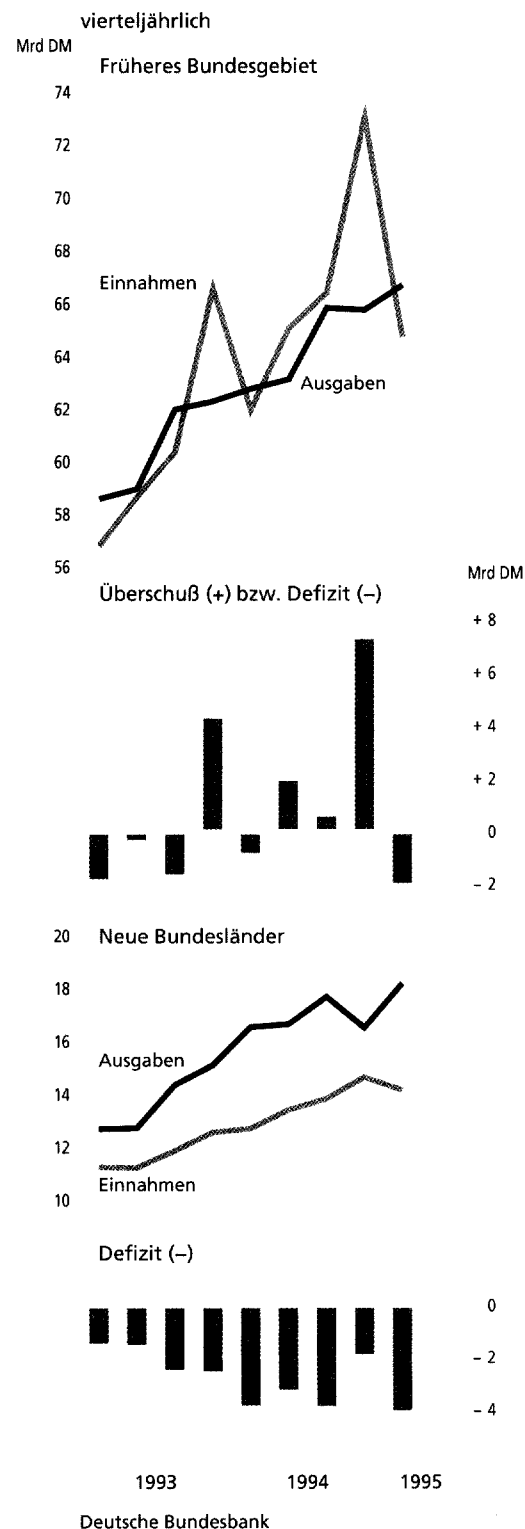 vierteljährlich
Mrd DM
Früheres Bundesgebiet
74
72
70
68
Einnahmen
66
64
Ausgaben
62
60
58
56
Mrd DM
Überschuß (+) bzw. Defizit (–)
+ 8
+ 6
+ 4
+ 2
0
– 2
20
Neue Bundesländer
18
16
Ausgaben
14
12
Einnahmen
10
Defizit (–)
0
– 2
– 4
1993 1994 1995
Deutsche Bundesbank